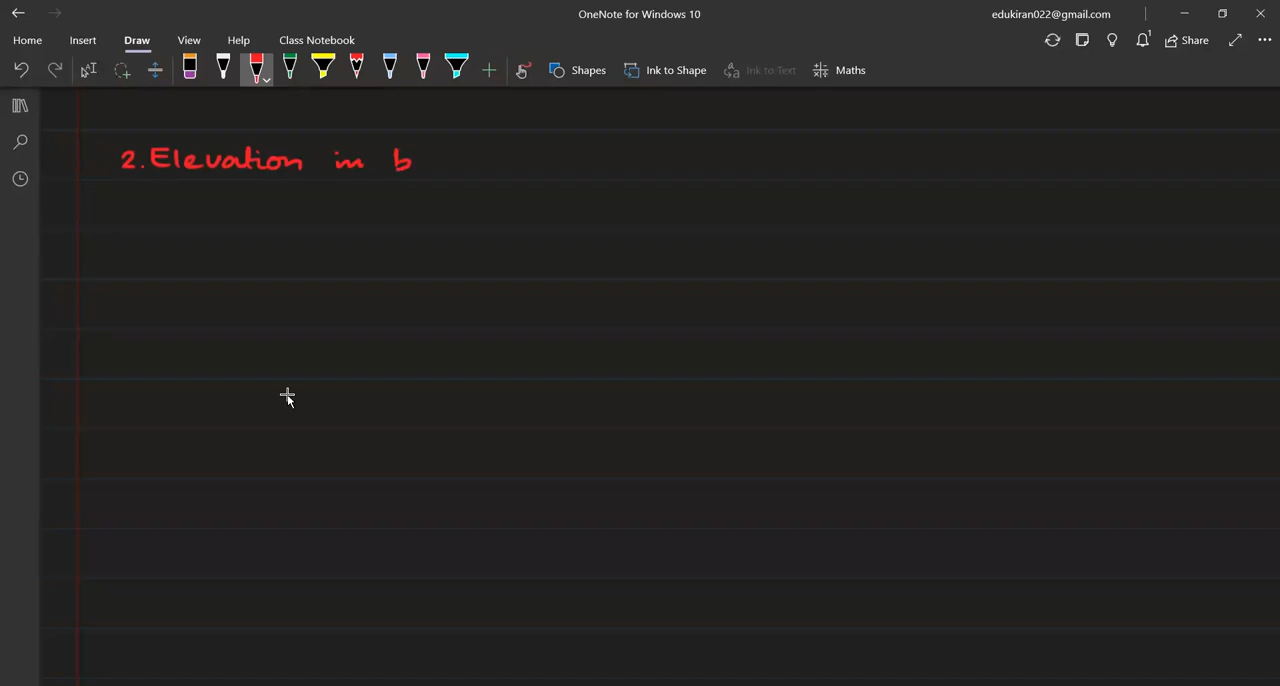 OneNote for Windows 10
edukiran022@gmail.com
Home Insert Draw View Help Class Notebook
1 Share
Shapes Ink to Shape Ink to Text Maths
2. Elevation in b